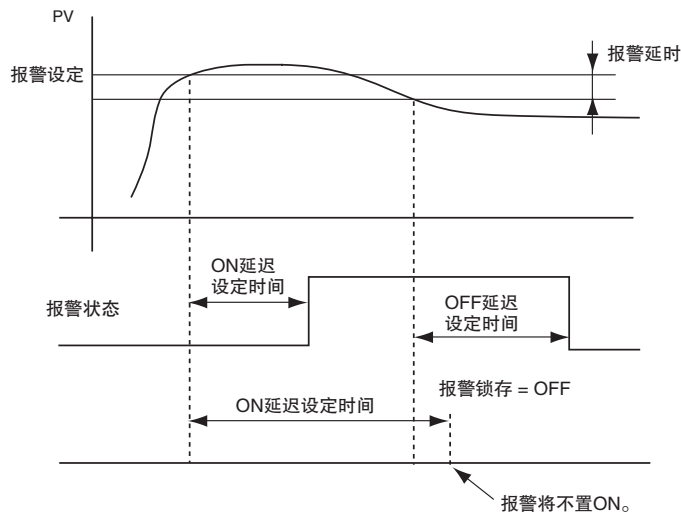 PV
报警延时
报警设定
ON延迟
设定时间
报警状态
OFF延迟
设定时间
报警锁存 = OFF
ON延迟设定时间
报警将不置ON。